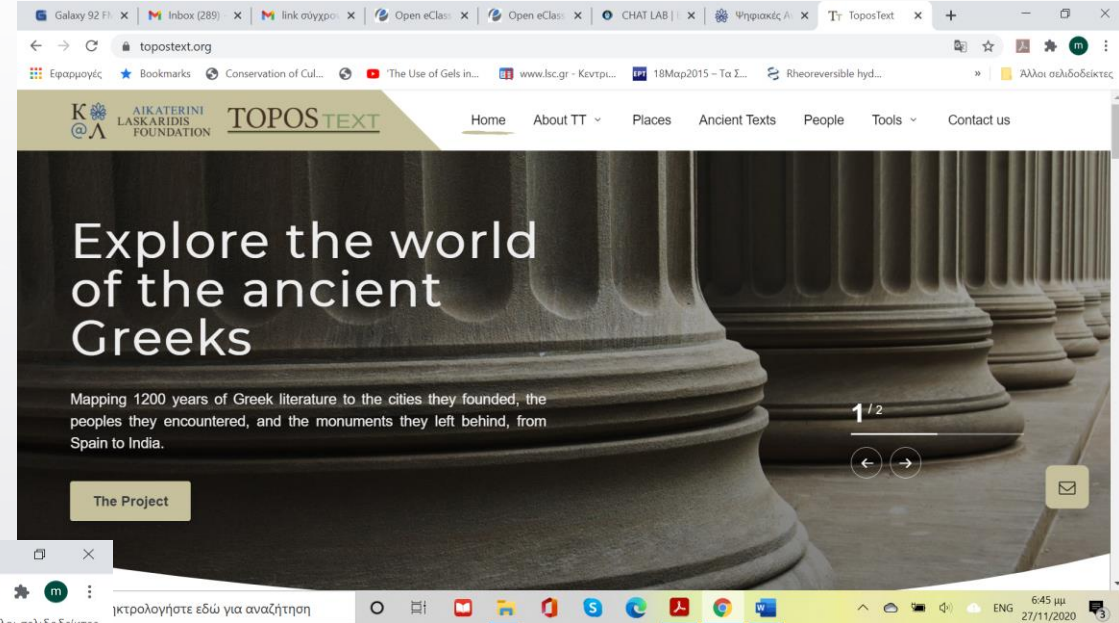 Galaxy 92 FM
Inbox (289) -
link σύγχρον
Open eClass
Open eClass
CHAT LAB |
Ψηφιακές
TT ToposText
topostext.org
Εφαρμογές Bookmarks Conservation of Cul... 'The Use of Gels in... www.lsc.gr - Κεντρι... EPT 18Μαρ2015 – Τα Σ... Rheoreversible hyd... » Άλλοι σελιδοδείκτες
K@Λ AIKATERINI LASKARIDIS FOUNDATION TOPOS TEXT Home About TT Places Ancient Texts People Tools Contact us
Explore the world
of the ancient
Greeks
Mapping 1200 years of Greek literature to the cities they founded, the
peoples they encountered, and the monuments they left behind, from
Spain to India.
1 / 2
The Project
m
ηκτρολογήστε εδώ για αναζήτηση
ENG 6:45 μμ
27/11/2020
3